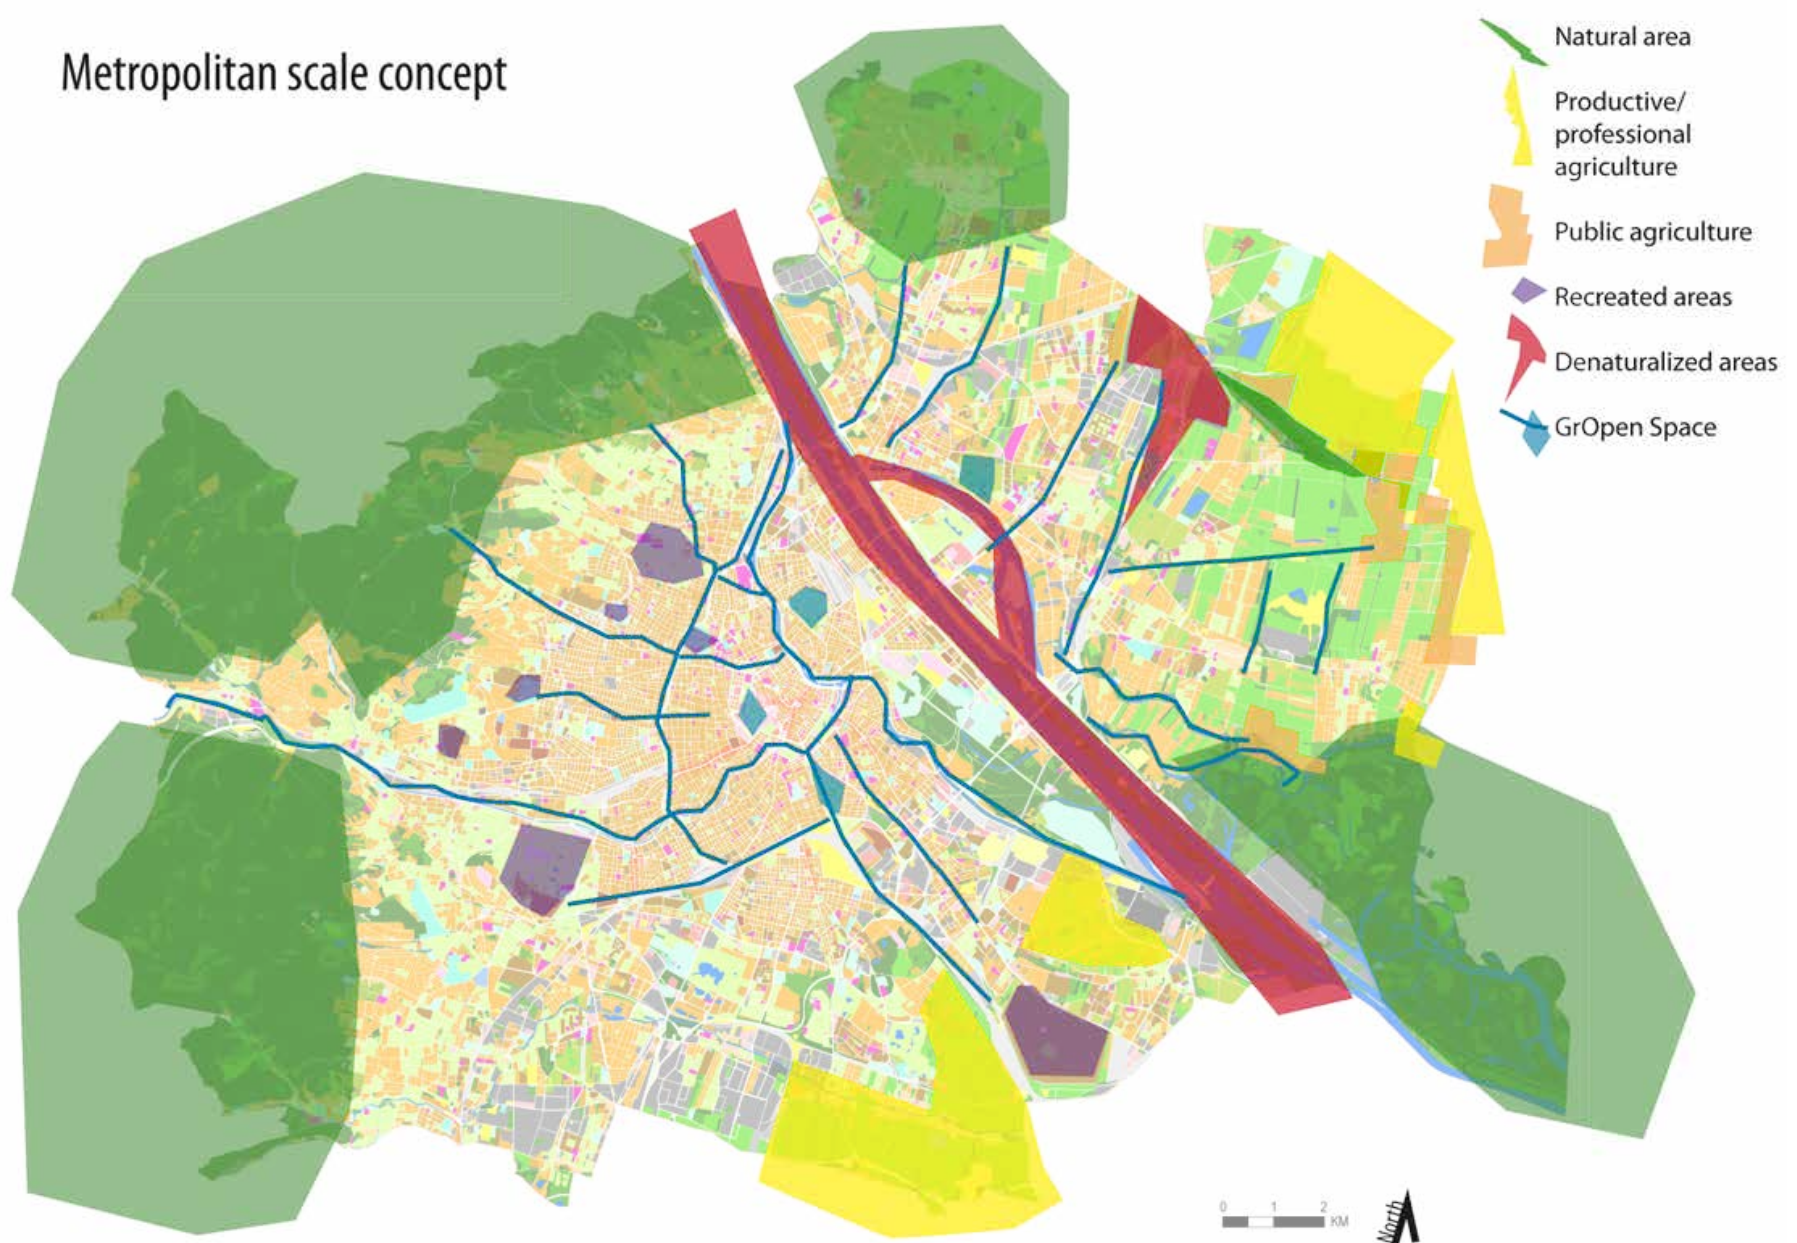 Metropolitan scale concept
Natural area
Productive/
professional
agriculture
Public agriculture
Recreated areas
Denaturalized areas
GrOpen Space
0 1 2
KM
North